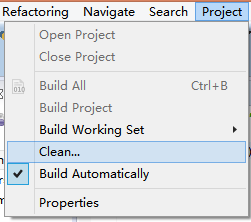 Refactoring Navigate Search Project
Open Project
Close Project
Build All Ctrl+B
Build Project
Build Working Set
Clean...
Build Automatically
Properties